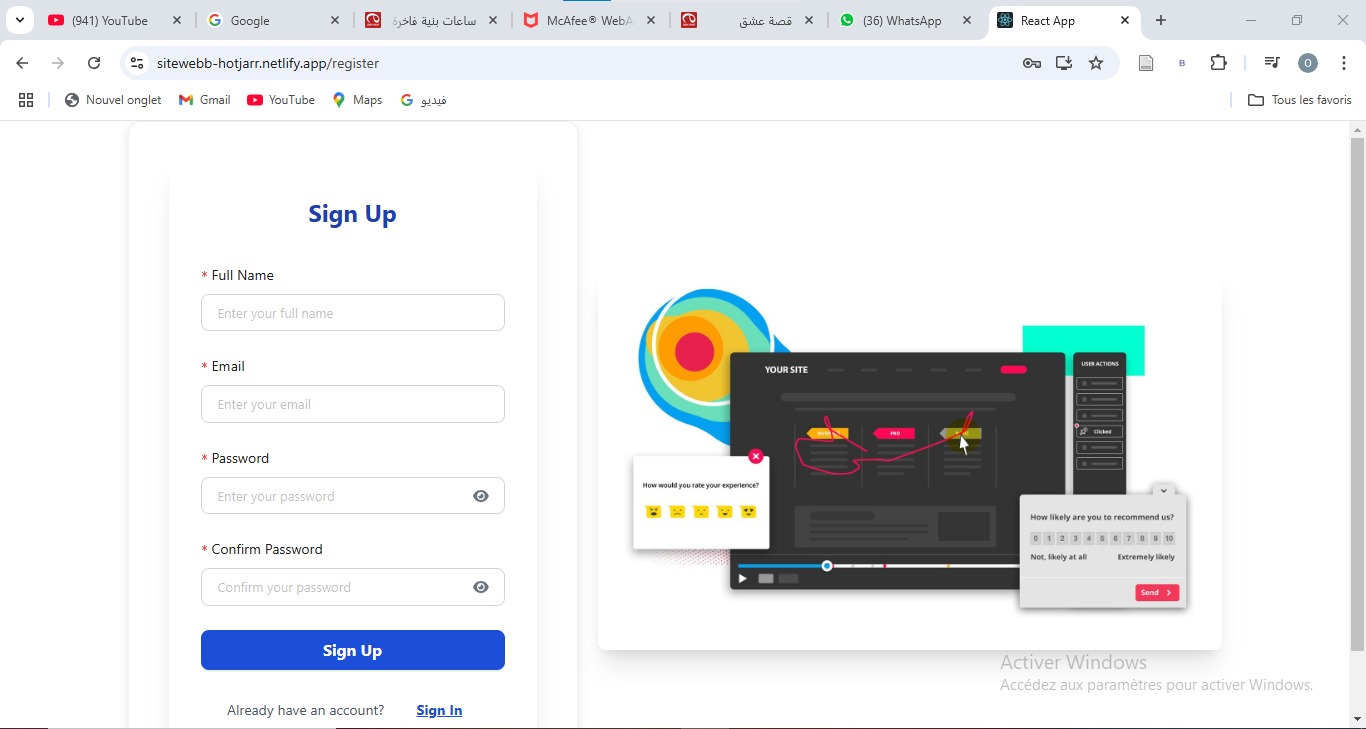 (941) YouTube
Google
ساعات بنية فاخرة
McAfee® WebA
قصة عشق
(36) WhatsApp
React App
sitewebb-hotjarr.netlify.app/register
B
O
Nouvel onglet
Gmail
YouTube
Maps
فيديو
Tous les favoris
Sign Up
* Full Name
Enter your full name
* Email
Enter your email
* Password
Enter your password
* Confirm Password
Confirm your password
Sign Up
Already have an account? Sign In
YOUR SITE
PRO
USER ACTIONS
Clicked
How would you rate your experience?
How likely are you to recommend us?
0 1 2 3 4 5 6 7 8 9 10
Not, likely at all Extremely likely
Send
Activer Windows
Accédez aux paramètres pour activer Windows.